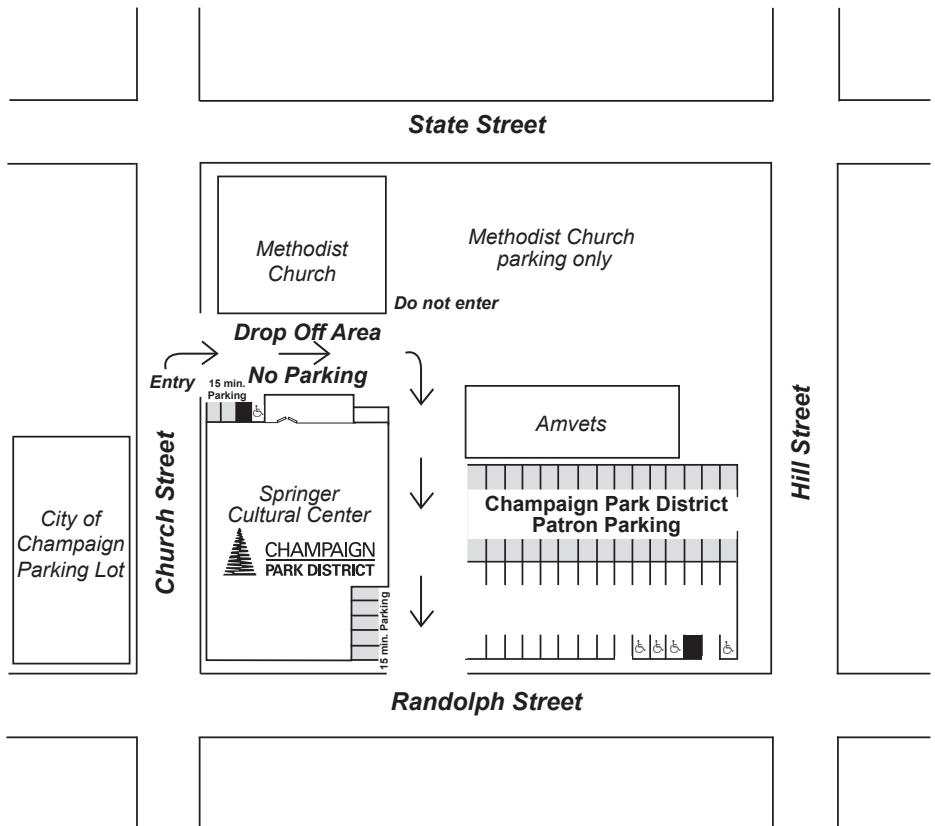 State Street
Methodist
Church
Methodist Church
parking only
Do not enter
Drop Off Area
Entry
15 min.
Parking
No Parking
Amvets
Church Street
Hill Street
City of
Champaign
Parking Lot
Springer
Cultural Center
CHAMPAIGN
PARK DISTRICT
Champaign Park District
Patron Parking
15 min. Parking
Randolph Street